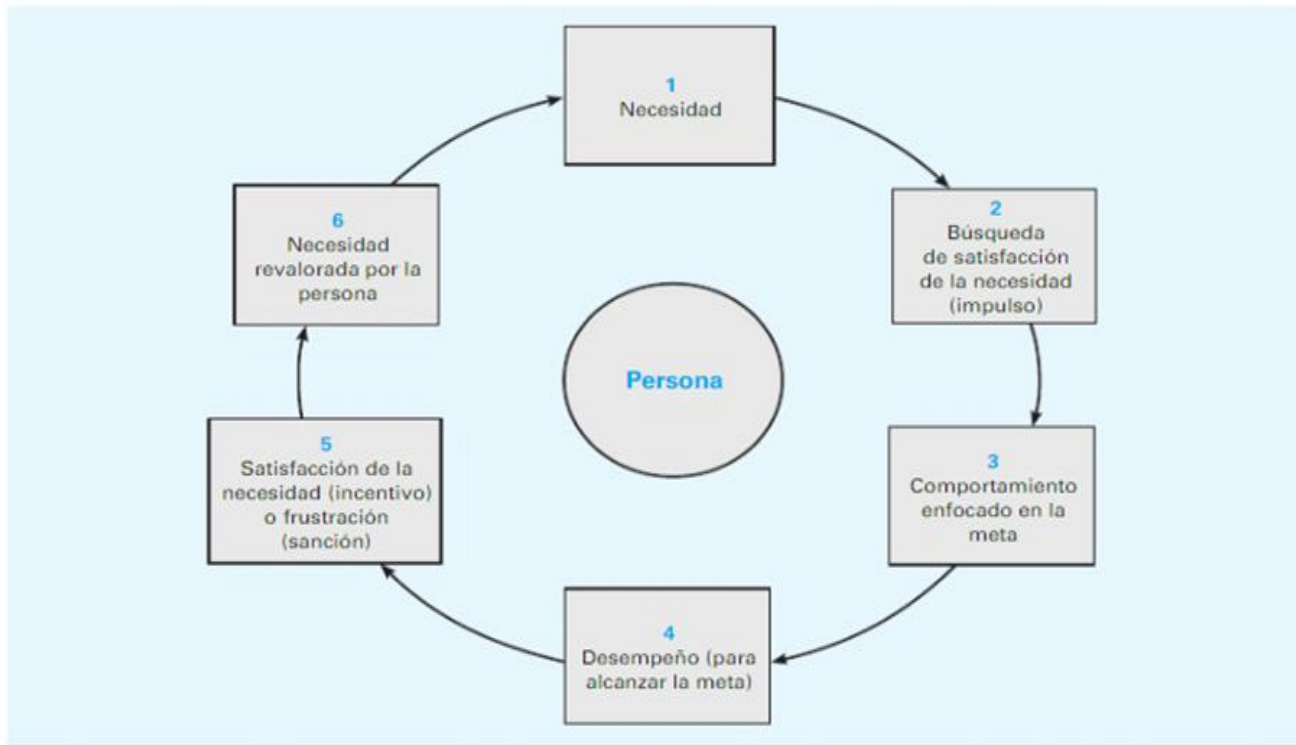 1
Necesidad
2
Búsqueda
de satisfacción
de la necesidad
(impulso)
3
Comportamiento
enfocado en la
meta
4
Desempeño (para
alcanzar la meta)
5
Satisfacción de la
necesidad (incentivo)
o frustración
(sanción)
6
Necesidad
revalorada por la
persona
Persona